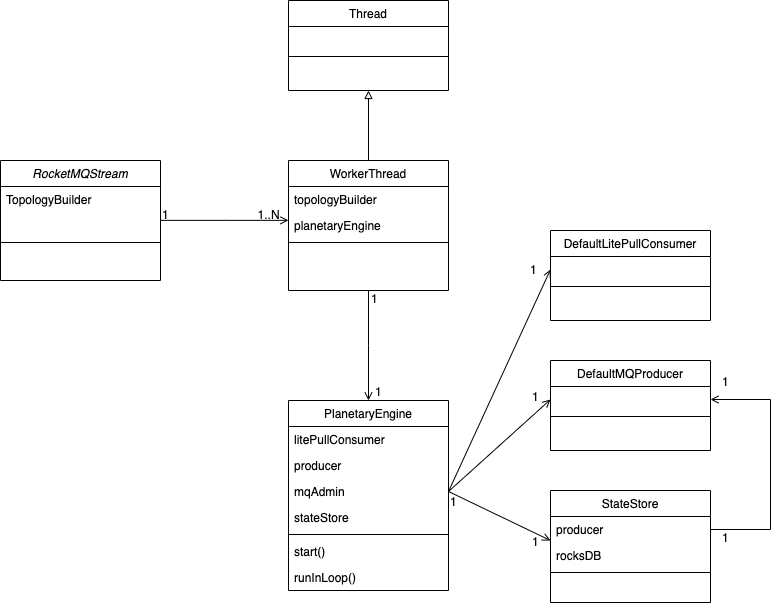 Thread
RocketMQStream
TopologyBuilder
1
1..N
WorkerThread
topologyBuilder
planetaryEngine
1
1
PlanetaryEngine
litePullConsumer
producer
mqAdmin
stateStore
start()
runInLoop()
1
1
DefaultLitePullConsumer
1
DefaultMQProducer
1
1
StateStore
producer
rocksDB
1